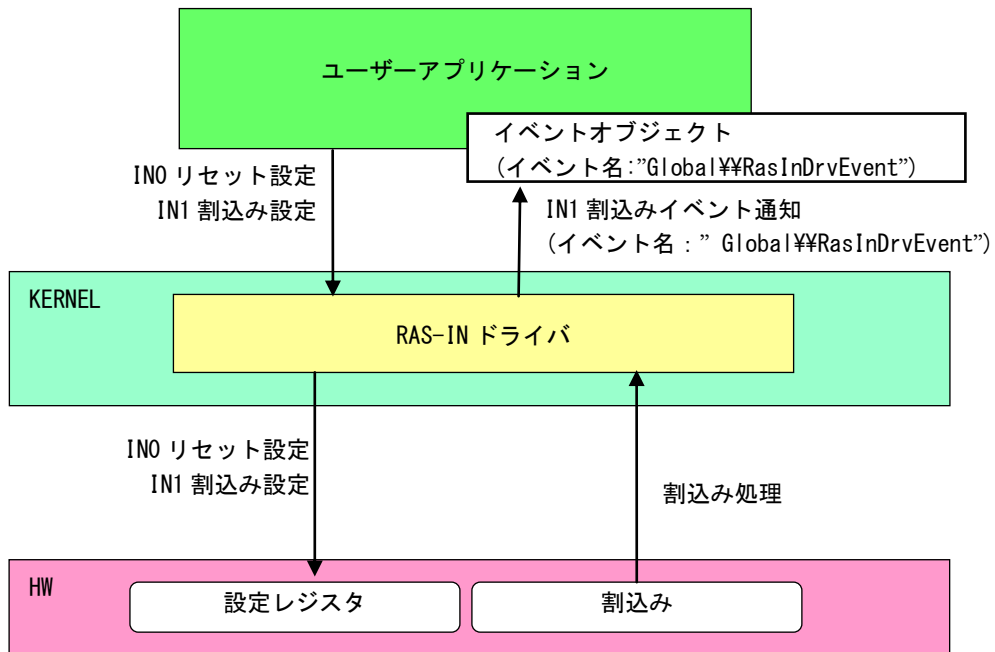 ユーザーアプリケーション
イベントオブジェクト
(イベント名:”Global¥¥RasInDrvEvent”)
IN0 リセット設定
IN1 割込み設定
IN1 割込みイベント通知
(イベント名：” Global¥¥RasInDrvEvent”)
KERNEL
RAS-IN ドライバ
IN0 リセット設定
IN1 割込み設定
割込み処理
HW
設定レジスタ
割込み